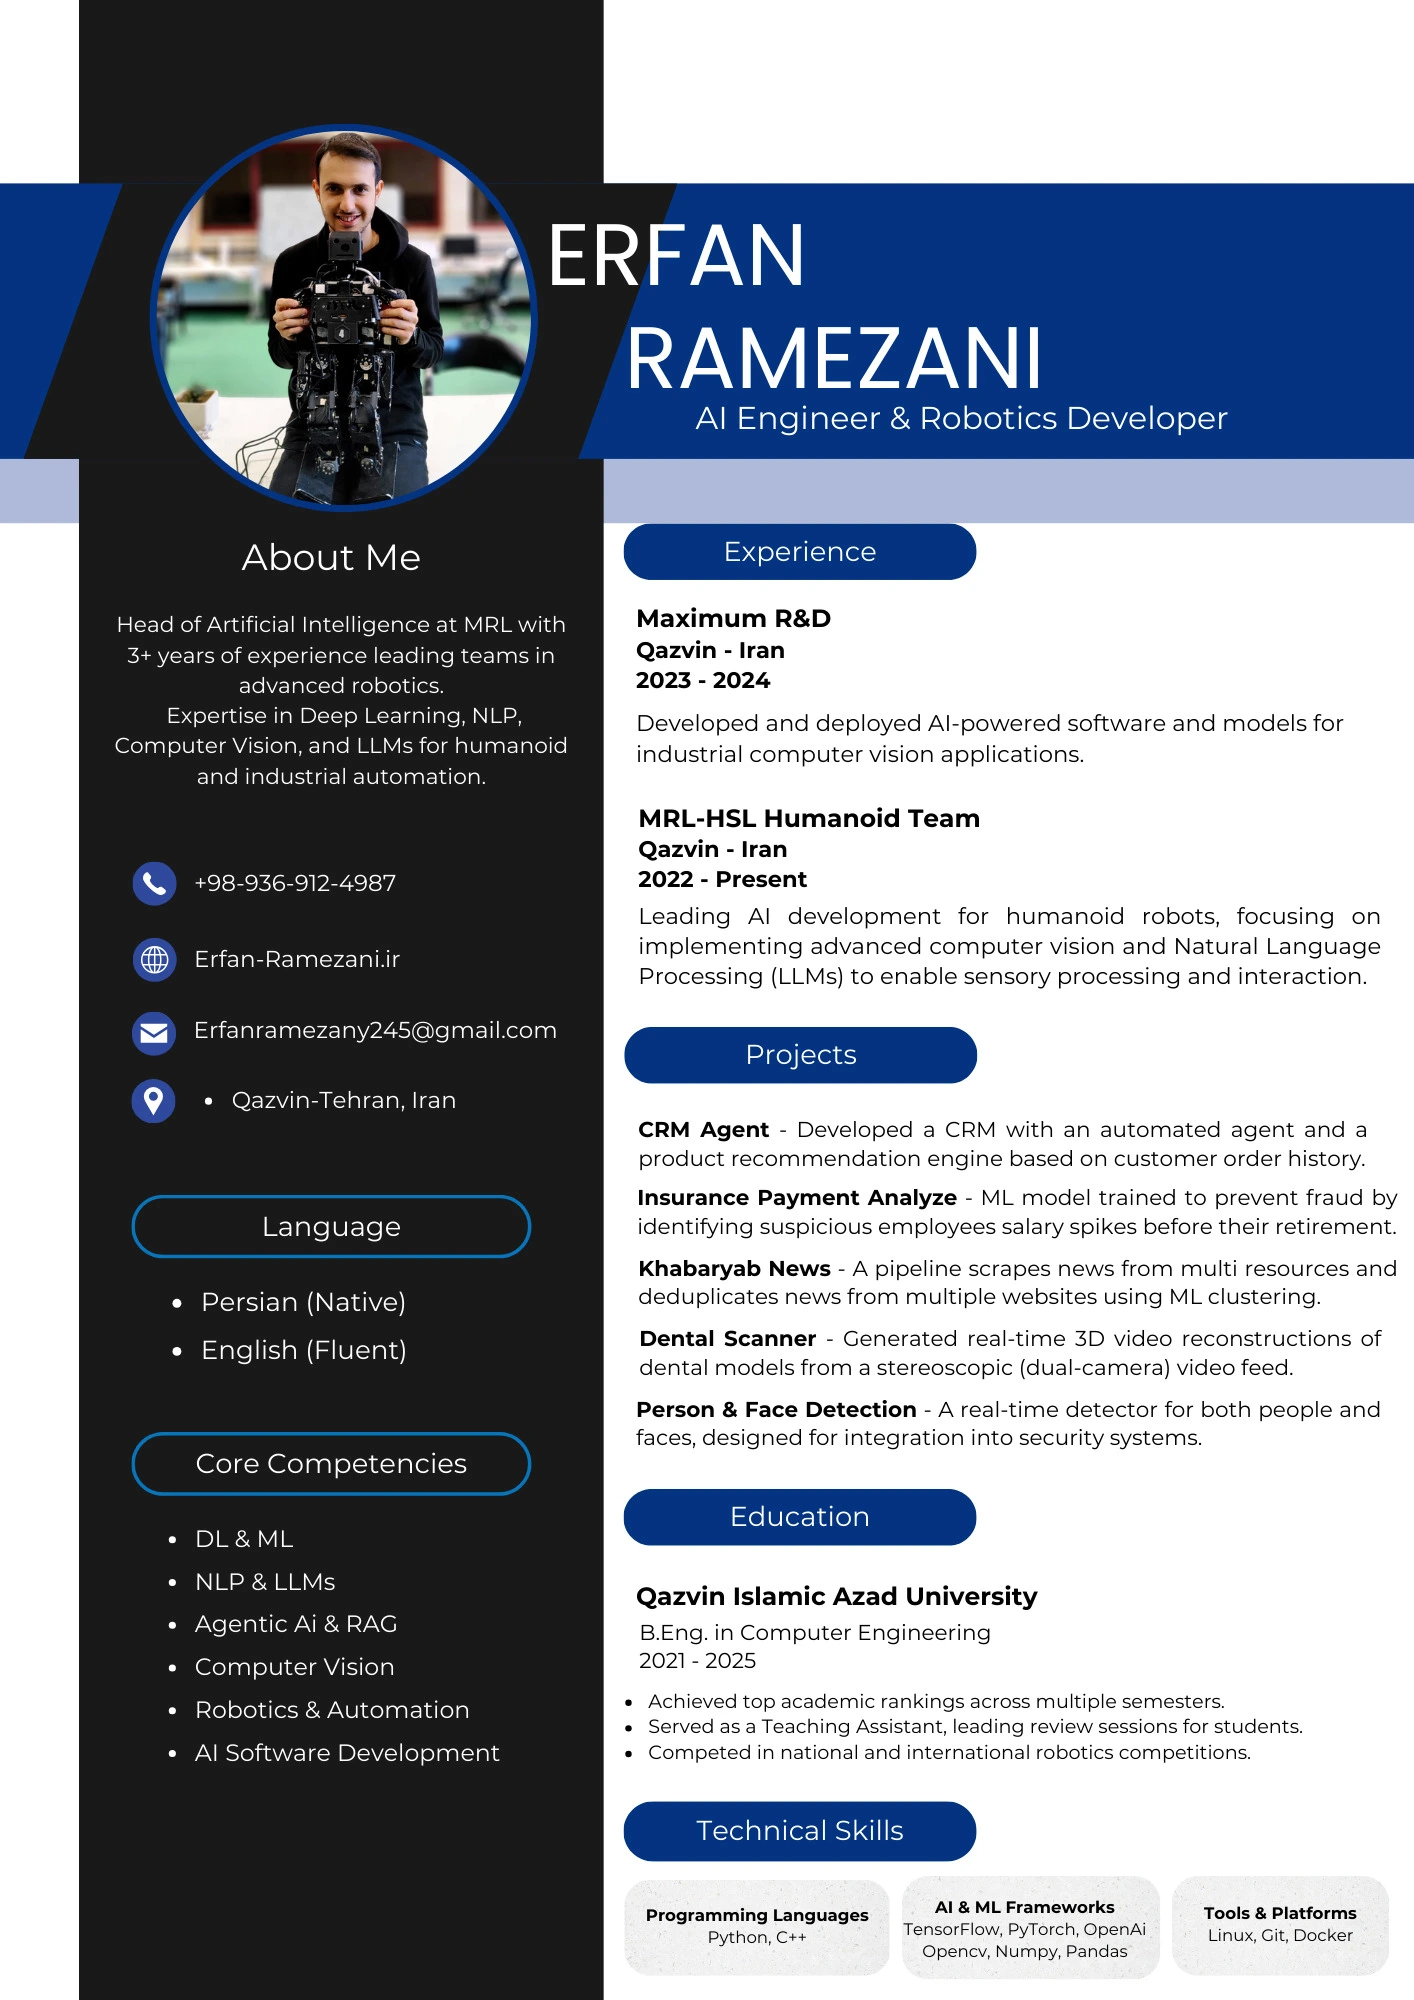 ERFAN
RAMEZANI
AI Engineer & Robotics Developer
4
About Me
Head of Artificial Intelligence at MRL with
3+ years of experience leading teams in
advanced robotics.
Expertise in Deep Learning, NLP,
Computer Vision, and LLMs for humanoid
and industrial automation.
+98-936-912-4987
Erfan-Ramezani.ir
Erfanramezany245@gmail.com
• Qazvin-Tehran, Iran
Language
• Persian (Native)
• English (Fluent)
Core Competencies
• DL & ML
• NLP & LLMs
• Agentic Ai & RAG
• Computer Vision
• Robotics & Automation
• AI Software Development
Experience
Maximum R&D
Qazvin - Iran
2023 - 2024
Developed and deployed AI-powered software and models for
industrial computer vision applications.
MRL-HSL Humanoid Team
Qazvin - Iran
2022 - Present
Leading AI development for humanoid robots, focusing on
implementing advanced computer vision and Natural Language
Processing (LLMs) to enable sensory processing and interaction.
Projects
CRM Agent - Developed a CRM with an automated agent and a
product recommendation engine based on customer order history.
Insurance Payment Analyze - ML model trained to prevent fraud by
identifying suspicious employees salary spikes before their retirement.
Khabaryab News - A pipeline scrapes news from multi resources and
deduplicates news from multiple websites using ML clustering.
Dental Scanner - Generated real-time 3D video reconstructions of
dental models from a stereoscopic (dual-camera) video feed.
Person & Face Detection - A real-time detector for both people and
faces, designed for integration into security systems.
Education
Qazvin Islamic Azad University
B.Eng. in Computer Engineering
2021 - 2025
• Achieved top academic rankings across multiple semesters.
• Served as a Teaching Assistant, leading review sessions for students.
• Competed in national and international robotics competitions.
Technical Skills
Programming Languages
Python, C++
AI & ML Frameworks
TensorFlow, PyTorch, OpenAi
Opencv, Numpy, Pandas
Tools & Platforms
Linux, Git, Docker